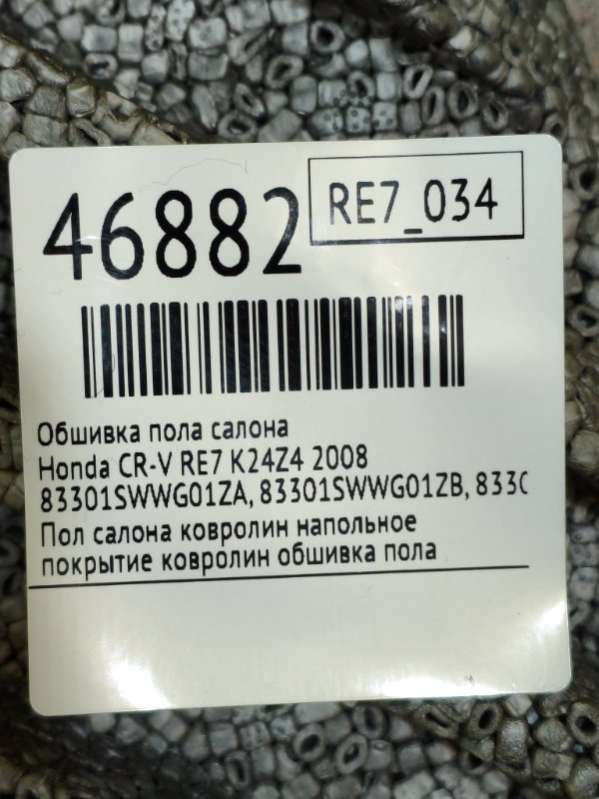 46882
RE7_034
Обшивка пола салона
Honda CR-V RE7 K24Z4 2008
83301SWWG01ZA, 83301SWWG01ZB, 8330
Пол салона ковролин напольное
покрытие ковролин обшивка пола